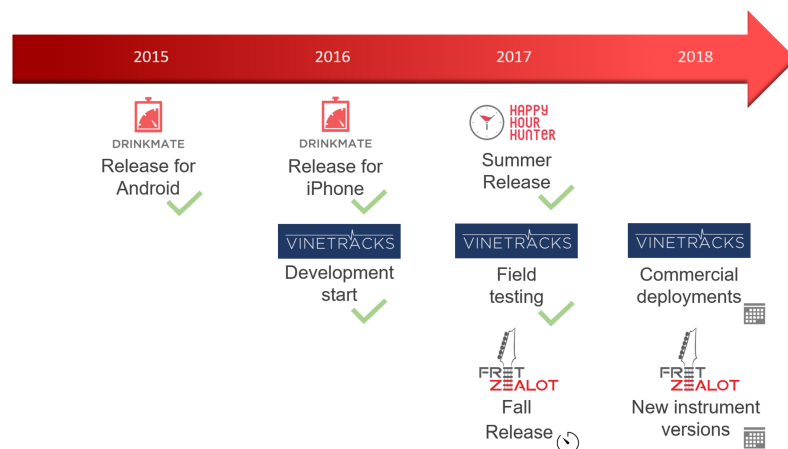 2015 2016 2017 2018
DRINKMATE
Release for
Android
DRINKMATE
Release for
iPhone
HAPPY
HOUR
HUNTER
Summer
Release
VINETRACKS
Development
start
VINETRACKS
Field
testing
VINETRACKS
Commercial
deployments
FRET
ZEALOT
Fall
Release
FRET
ZEALOT
New instrument
versions